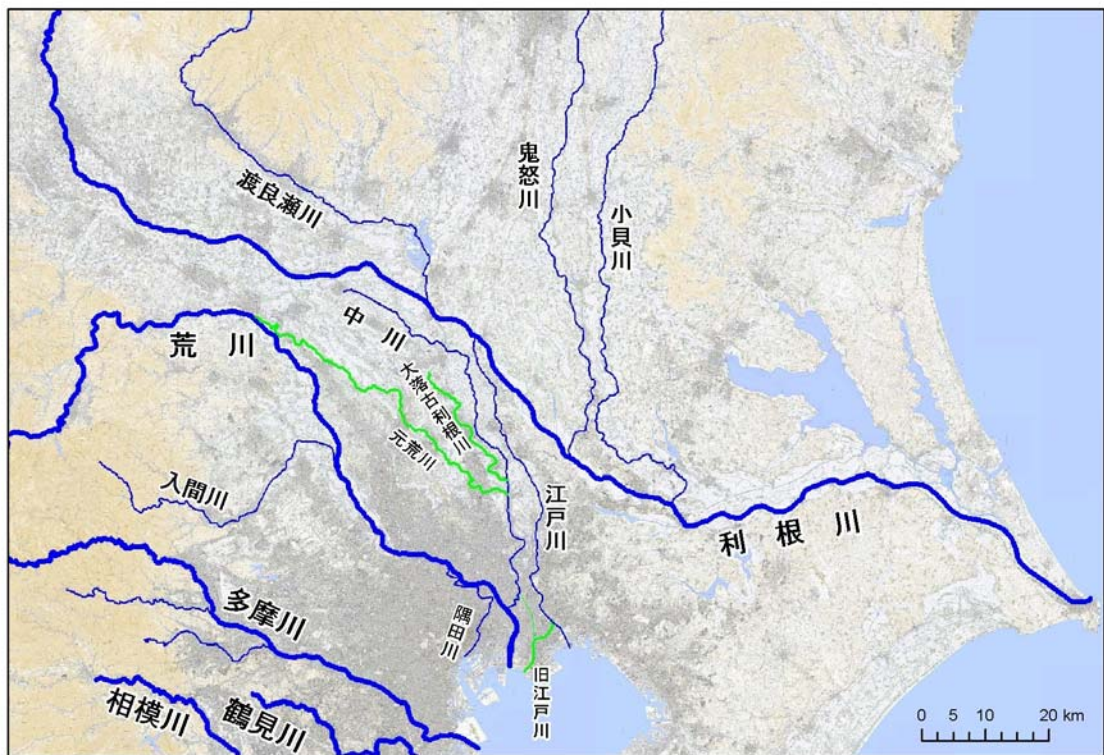 渡良瀬川
鬼怒川
小貝川
荒川
中川
大落古利根川
元荒川
入間川
江戸川
利根川
多摩川
隅田川
旧江戸川
相模川
鶴見川
0 5 10 20 km